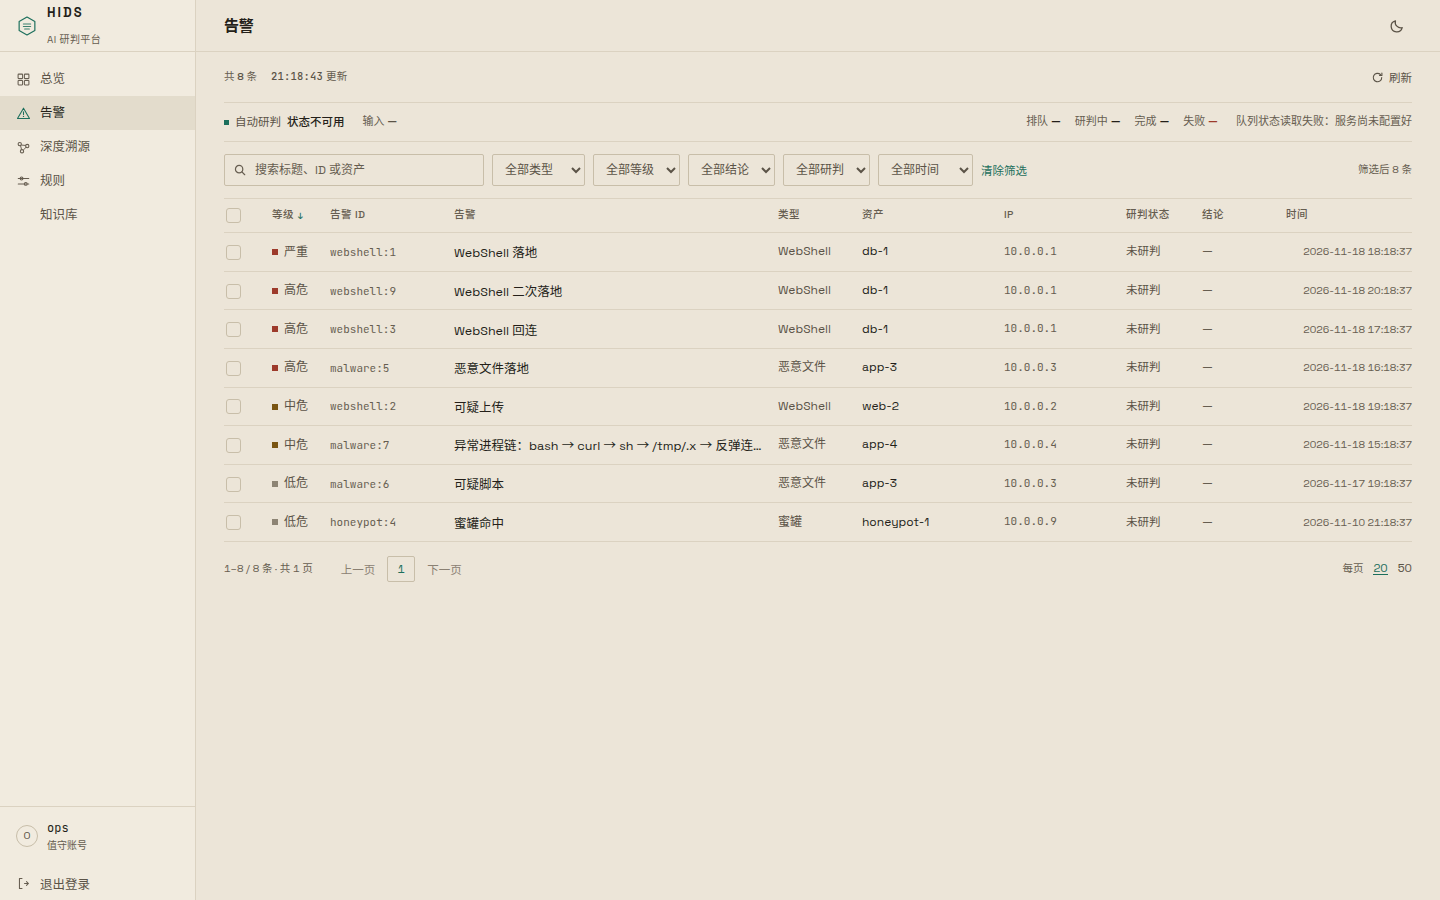 HIDS
AI 研判平台
总览
告警
深度溯源
规则
知识库
O
ops
值守账号
退出登录
告警
共 8 条 21:18:43 更新
刷新
自动研判 状态不可用 输入 —
排队 — 研判中 — 完成 — 失败 — 队列状态读取失败：服务尚未配置好
搜索标题、ID 或资产 全部类型 全部等级 全部结论 全部研判 全部时间 清除筛选 筛选后 8 条
等级 ↓ 告警 ID 告警 类型 资产 IP 研判状态 结论 时间
严重 webshell:1 WebShell 落地 WebShell db-1 10.0.0.1 未研判 — 2026-11-18 18:18:37
高危 webshell:9 WebShell 二次落地 WebShell db-1 10.0.0.1 未研判 — 2026-11-18 20:18:37
高危 webshell:3 WebShell 回连 WebShell db-1 10.0.0.1 未研判 — 2026-11-18 17:18:37
高危 malware:5 恶意文件落地 恶意文件 app-3 10.0.0.3 未研判 — 2026-11-18 16:18:37
中危 webshell:2 可疑上传 WebShell web-2 10.0.0.2 未研判 — 2026-11-18 19:18:37
中危 malware:7 异常进程链：bash → curl → sh → /tmp/.x → 反弹连... 恶意文件 app-4 10.0.0.4 未研判 — 2026-11-18 15:18:37
低危 malware:6 可疑脚本 恶意文件 app-3 10.0.0.3 未研判 — 2026-11-17 19:18:37
低危 honeypot:4 蜜罐命中 蜜罐 honeypot-1 10.0.0.9 未研判 — 2026-11-10 21:18:37
1–8 / 8 条 · 共 1 页 上一页 1 下一页
每页 20 50